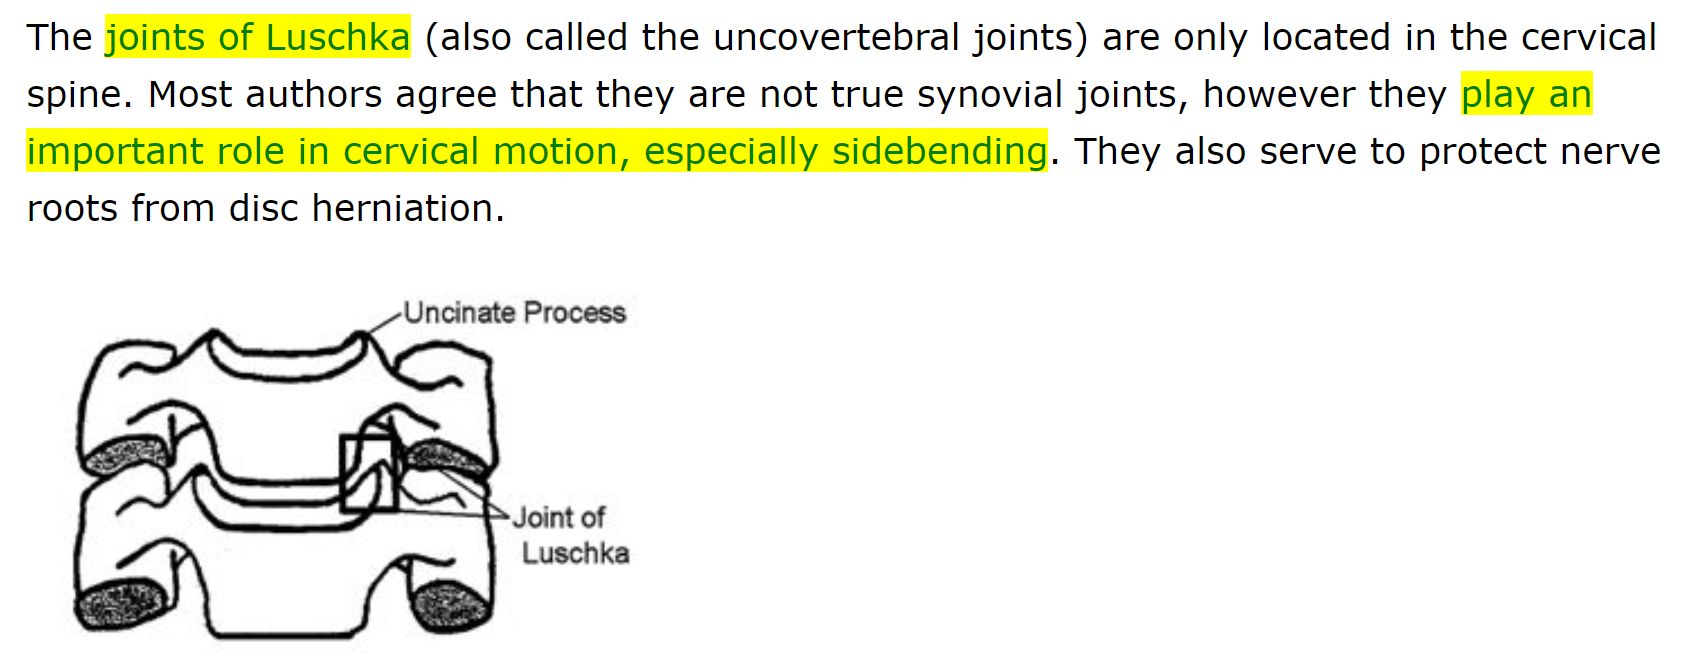 The joints of Luschka (also called the uncovertebral joints) are only located in the cervical
spine. Most authors agree that they are not true synovial joints, however they play an
important role in cervical motion, especially sidebending. They also serve to protect nerve
roots from disc herniation.
Uncinate Process
Joint of
Luschka